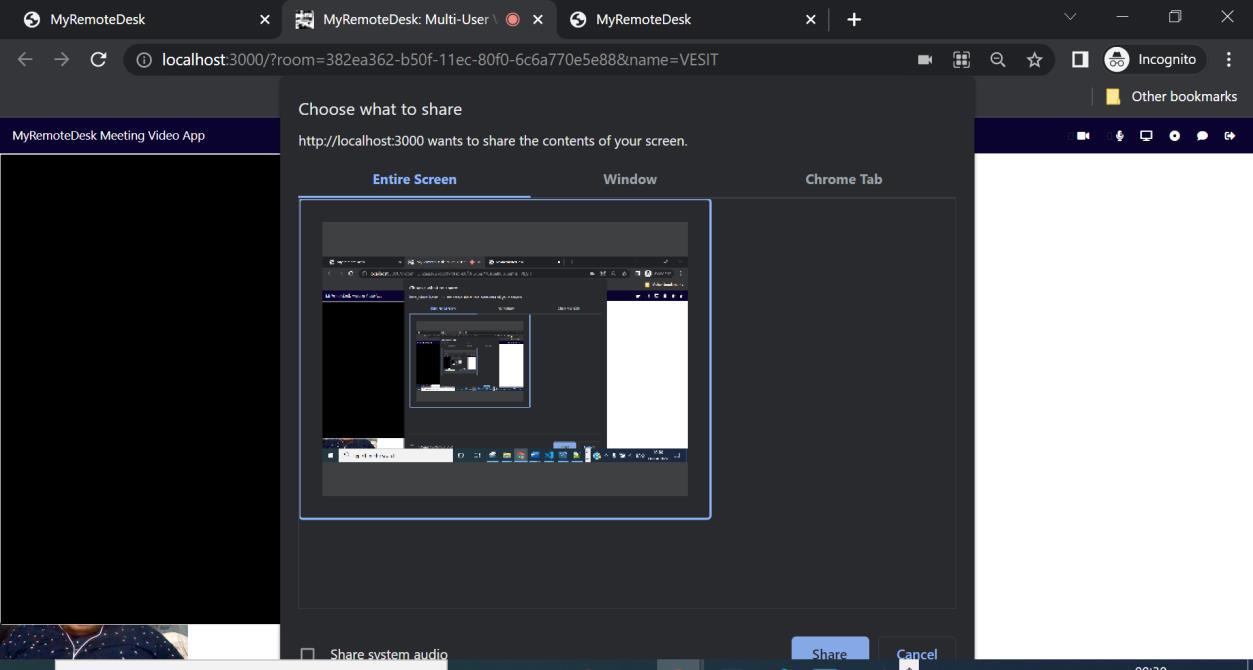 MyRemoteDesk
MyRemoteDesk: Multi-User
MyRemoteDesk
localhost:3000/?room=382ea362-b50f-11ec-80f0-6c6a770e5e88&name=VESIT
Incognito
Other bookmarks
MyRemoteDesk Meeting Video App
Choose what to share
http://localhost:3000 wants to share the contents of your screen.
Entire Screen
Window
Chrome Tab
Share system audio
Share
Cancel